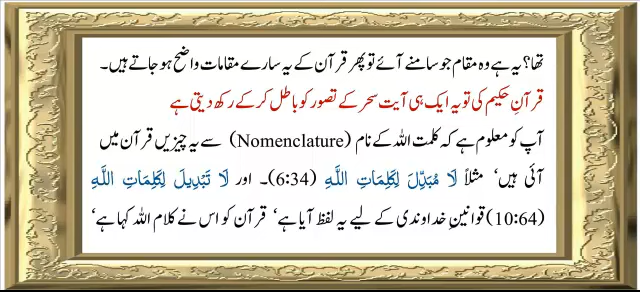 تھا؟ یہ ہے وہ مقام جو سامنے آئے تو پھر قرآن کے یہ سارے مقامات واضح ہو جاتے ہیں۔
قرآنِ حکیم کی تو یہ ایک ہی آیت سحر کے تصور کو باطل کر کے رکھ دیتی ہے
آپ کو معلوم ہے کہ کلمت اللہ کے نام (Nomenclature) سے یہ چیزیں قرآن میں
آئی ہیں‘ مثلاً لَا مُبَدِّلَ لِكَلِمَاتِ اللَّهِ (6:34)۔ اور لَا تَبْدِيلَ لِكَلِمَاتِ اللَّهِ
(10:64) قوانینِ خداوندی کے لیے یہ لفظ آیا ہے‘ قرآن کو اس نے کلام اللہ کہا ہے‘